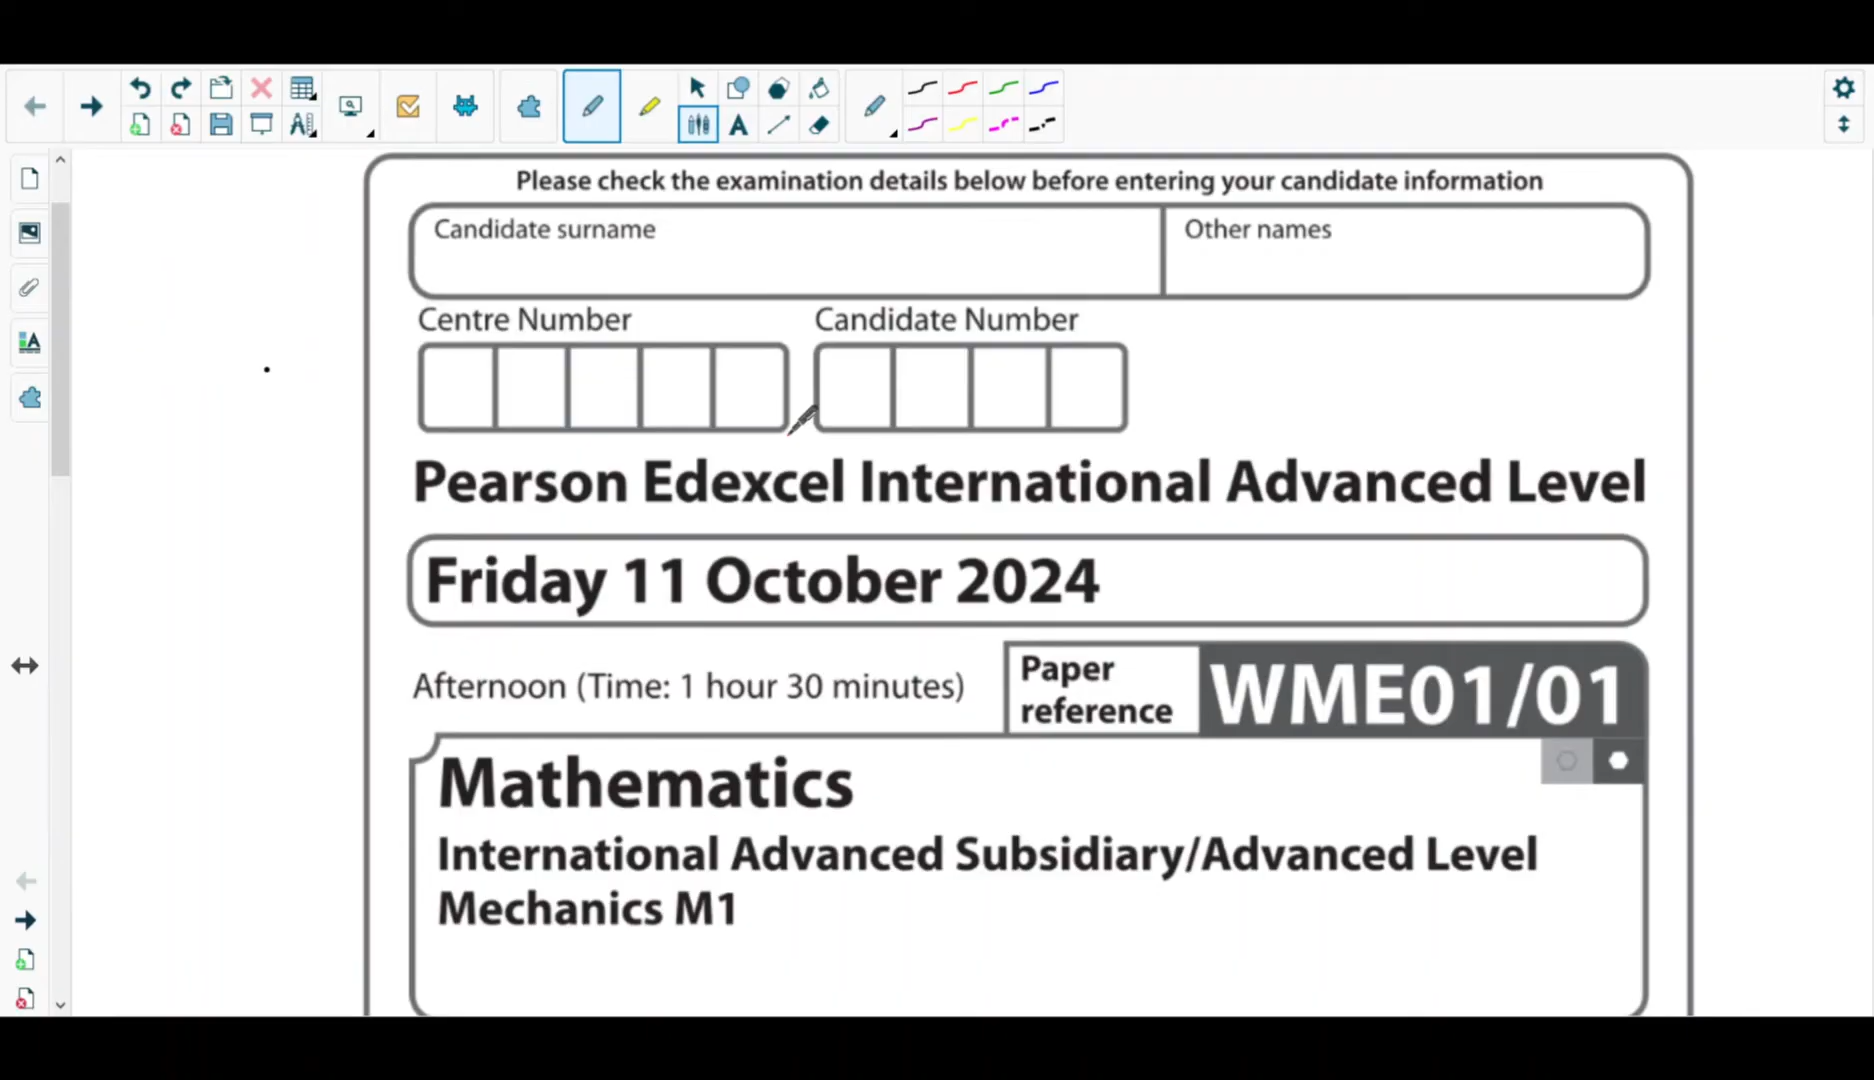 Please check the examination details below before entering your candidate information
Candidate surname
Other names
Centre Number
Candidate Number
Pearson Edexcel International Advanced Level
Friday 11 October 2024
Afternoon (Time: 1 hour 30 minutes)
Paper reference
WME01/01
Mathematics
International Advanced Subsidiary/Advanced Level
Mechanics M1